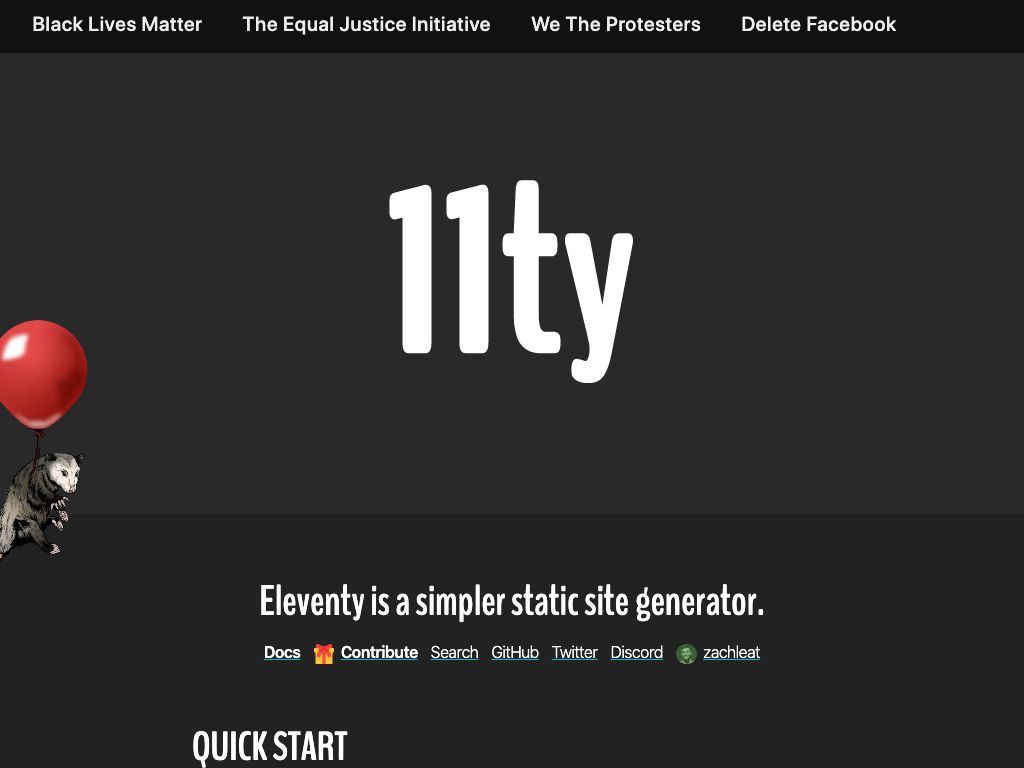 Black Lives Matter The Equal Justice Initiative We The Protesters Delete Facebook
11ty
Eleventy is a simpler static site generator.
Docs Contribute Search GitHub Twitter Discord zachleat
QUICK START